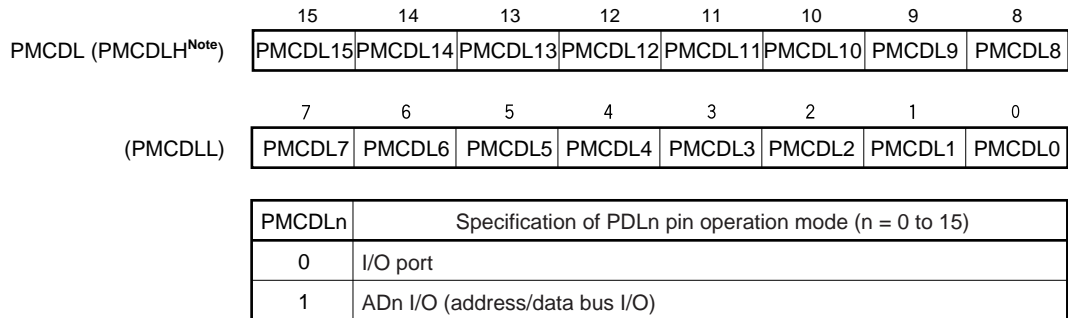 15 14 13 12 11 10 9 8
PMCDL (PMCDLH^Note) PMCDL15 PMCDL14 PMCDL13 PMCDL12 PMCDL11 PMCDL10 PMCDL9 PMCDL8
7 6 5 4 3 2 1 0
(PMCDLL) PMCDL7 PMCDL6 PMCDL5 PMCDL4 PMCDL3 PMCDL2 PMCDL1 PMCDL0
PMCDLn Specification of PDLn pin operation mode (n = 0 to 15)
0 I/O port
1 ADn I/O (address/data bus I/O)